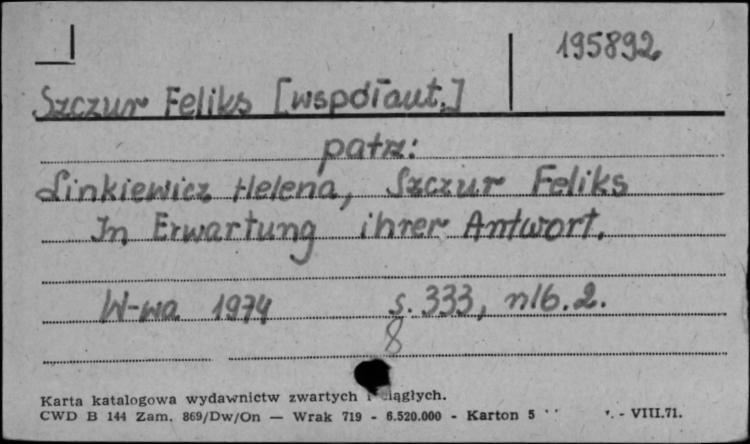 195892
Szczur Feliks [współaut.]
patrz:
Linkiewicz Helena, Szczur Feliks
In Erwartung ihrer Antwort.
W-wa 1974 s. 333, nlb. 2.
8
Karta katalogowa wydawnictw zwartych i ciągłych.
CWD B 144 Zam. 869/Dw/On — Wrak 719 - 6.520.000 - Karton 5 - VIII.71.